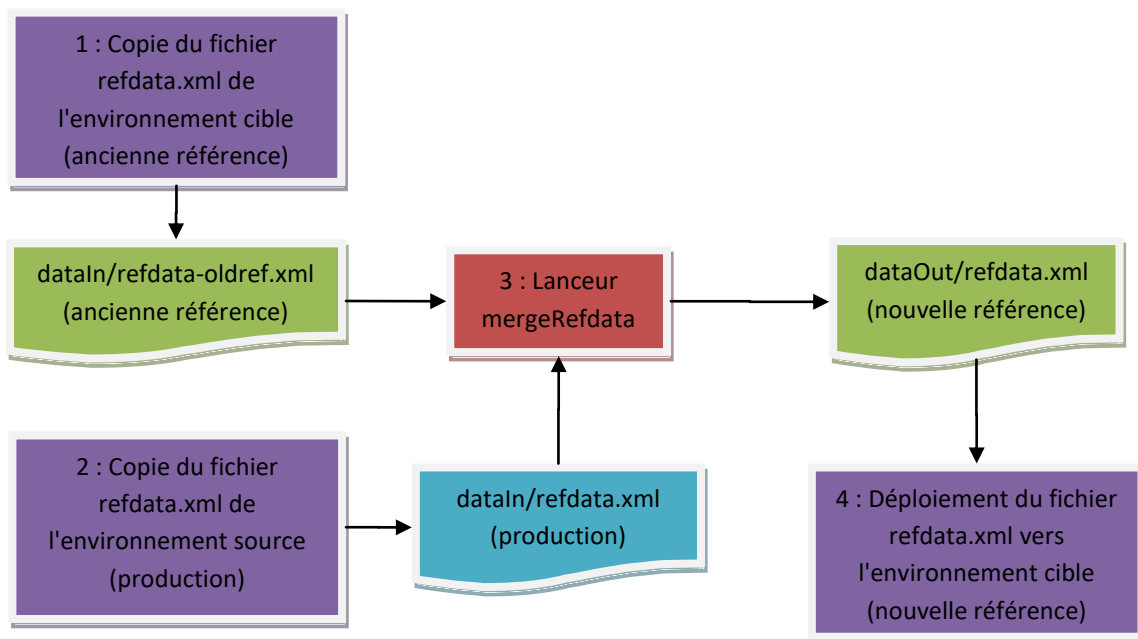 1 : Copie du fichier
refdata.xml de
l'environnement cible
(ancienne référence)
dataIn/refdata-oldref.xml
(ancienne référence)
3 : Lanceur
mergeRefdata
dataOut/refdata.xml
(nouvelle référence)
2 : Copie du fichier
refdata.xml de
l'environnement source
(production)
dataIn/refdata.xml
(production)
4 : Déploiement du fichier
refdata.xml vers
l'environnement cible
(nouvelle référence)